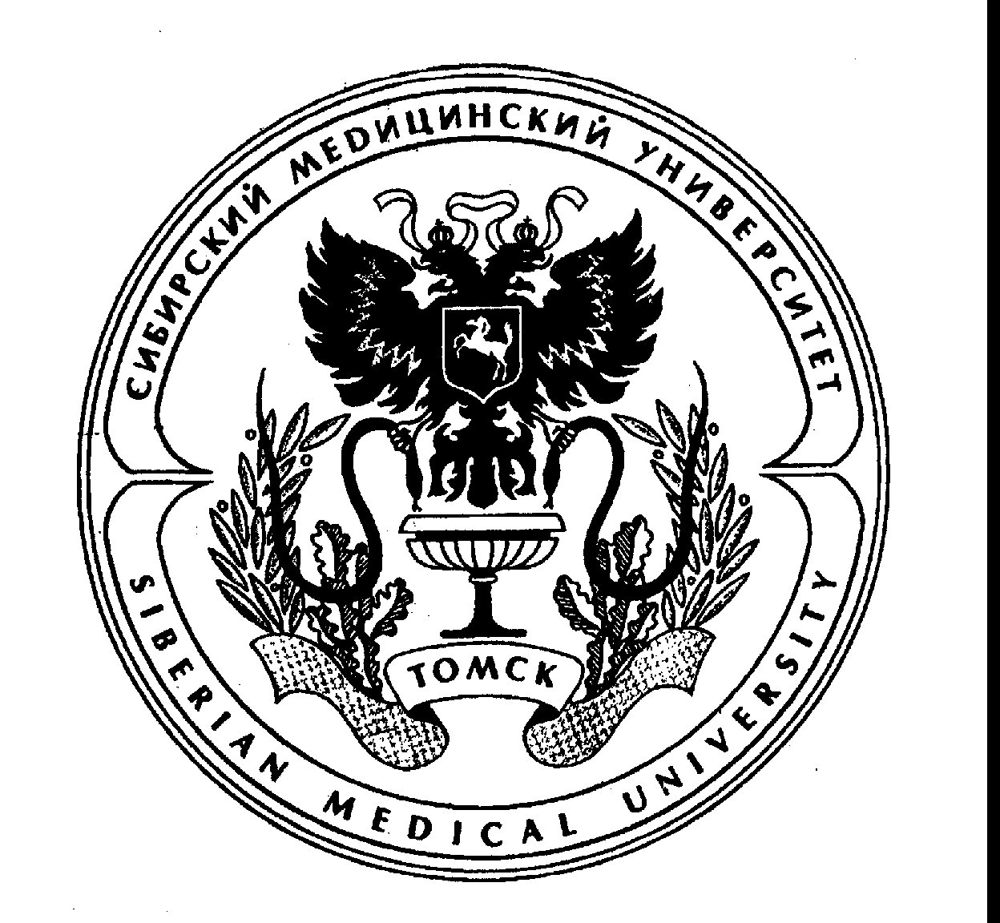 СИБИРСКИЙ МЕДИЦИНСКИЙ УНИВЕРСИТЕТ
ТОМСК
SIBERIAN MEDICAL UNIVERSITY